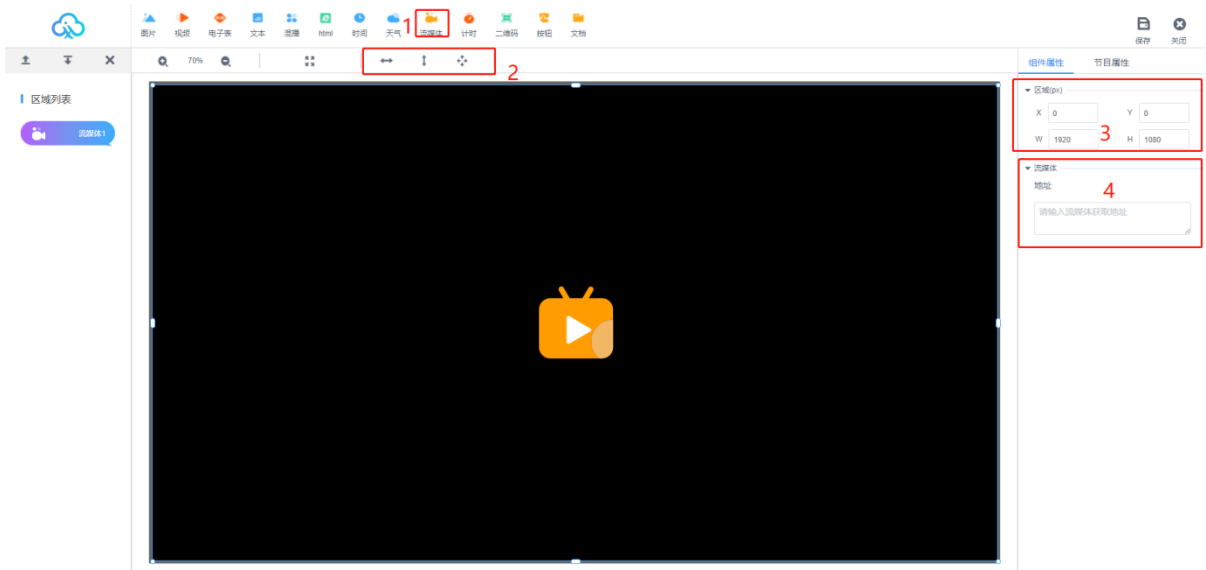 图片 视频 电子表 文本 混播 html 时间 天气 流媒体 计时 二维码 按钮 文档
1
保存 关闭
70%
2
组件属性 节目属性
区域列表
流媒体1
区域(px)
X 0 Y 0
W 1920 H 1080
3
流媒体
地址
4
请输入流媒体获取地址